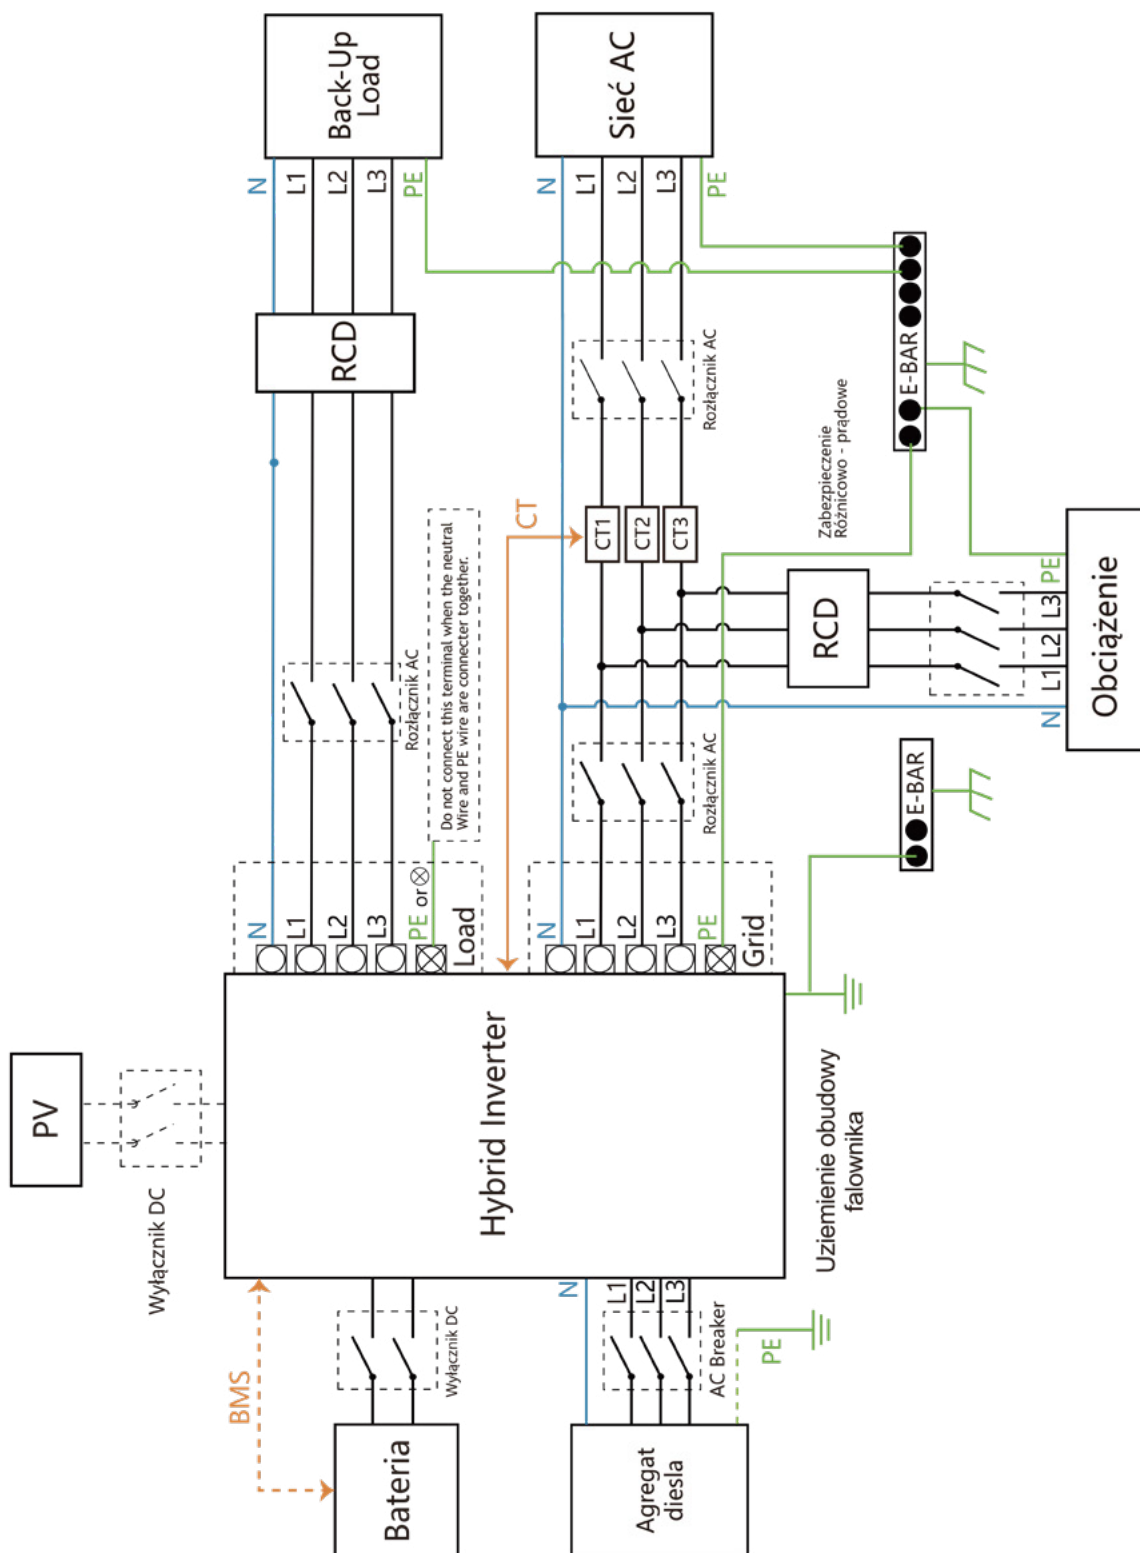 Back-Up
Load
N
L1
L2
L3
PE
RCD
Rozłącznik AC
Do not connect this terminal when the neutral
Wire and PE wire are connecter together.
N
L1
L2
L3
PE or
Load
Sieć AC
N
L1
L2
L3
PE
Rozłącznik AC
CT
CT1
CT2
CT3
Rozłącznik AC
N
L1
L2
L3
PE
Grid
E-BAR
Zabezpieczenie
Różnicowo - prądowe
RCD
N
L1
L2
L3
PE
Obciążenie
E-BAR
PV
Wyłącznik DC
Hybrid Inverter
Uziemienie obudowy
falownika
BMS
Wyłącznik DC
Bateria
N
L1
L2
L3
AC Breaker
PE
Agregat
diesla